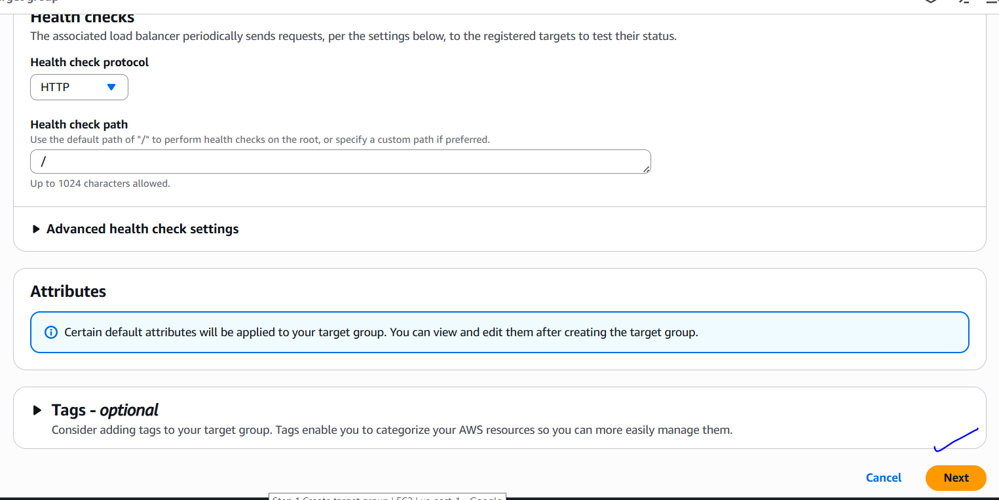 Health checks
The associated load balancer periodically sends requests, per the settings below, to the registered targets to test their status.
Health check protocol
HTTP
Health check path
Use the default path of "/" to perform health checks on the root, or specify a custom path if preferred.
/
Up to 1024 characters allowed.
Advanced health check settings
Attributes
Certain default attributes will be applied to your target group. You can view and edit them after creating the target group.
Tags - optional
Consider adding tags to your target group. Tags enable you to categorize your AWS resources so you can more easily manage them.
Cancel
Next